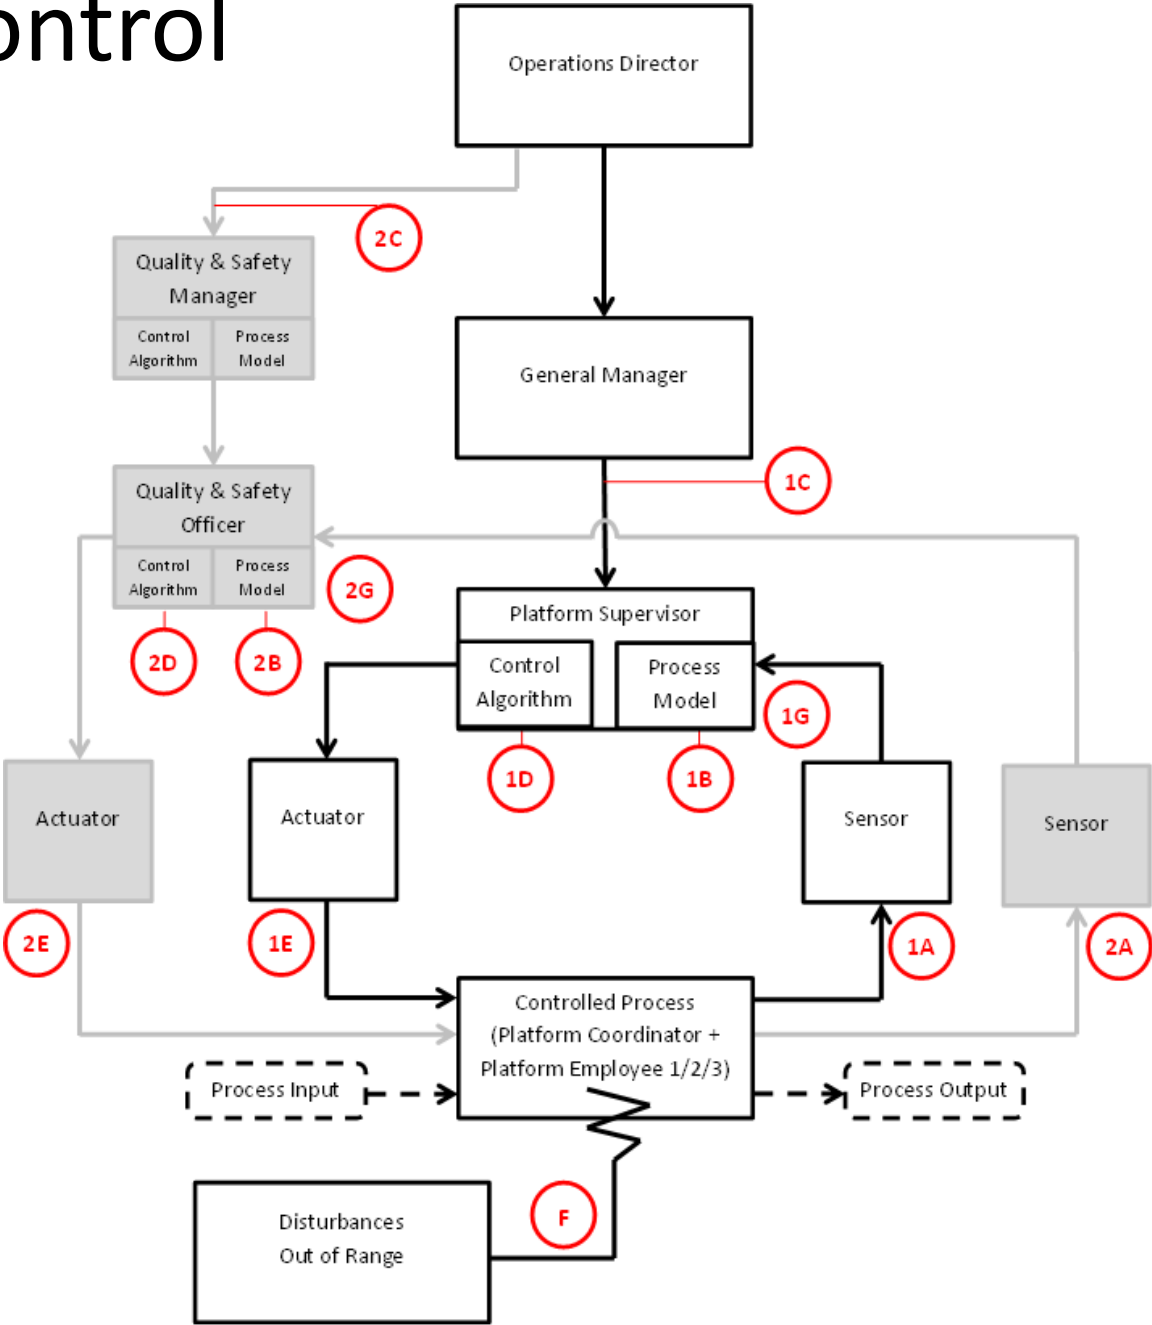 ontrol
Operations Director
2C
Quality & Safety
Manager
Control
Algorithm
Process
Model
General Manager
1C
Quality & Safety
Officer
Control
Algorithm
Process
Model
2G
2D
2B
Platform Supervisor
Control
Algorithm
Process
Model
1G
1D
1B
Actuator
Actuator
Sensor
Sensor
2E
1E
1A
2A
Controlled Process
(Platform Coordinator +
Platform Employee 1/2/3)
Process Input
Process Output
F
Disturbances
Out of Range